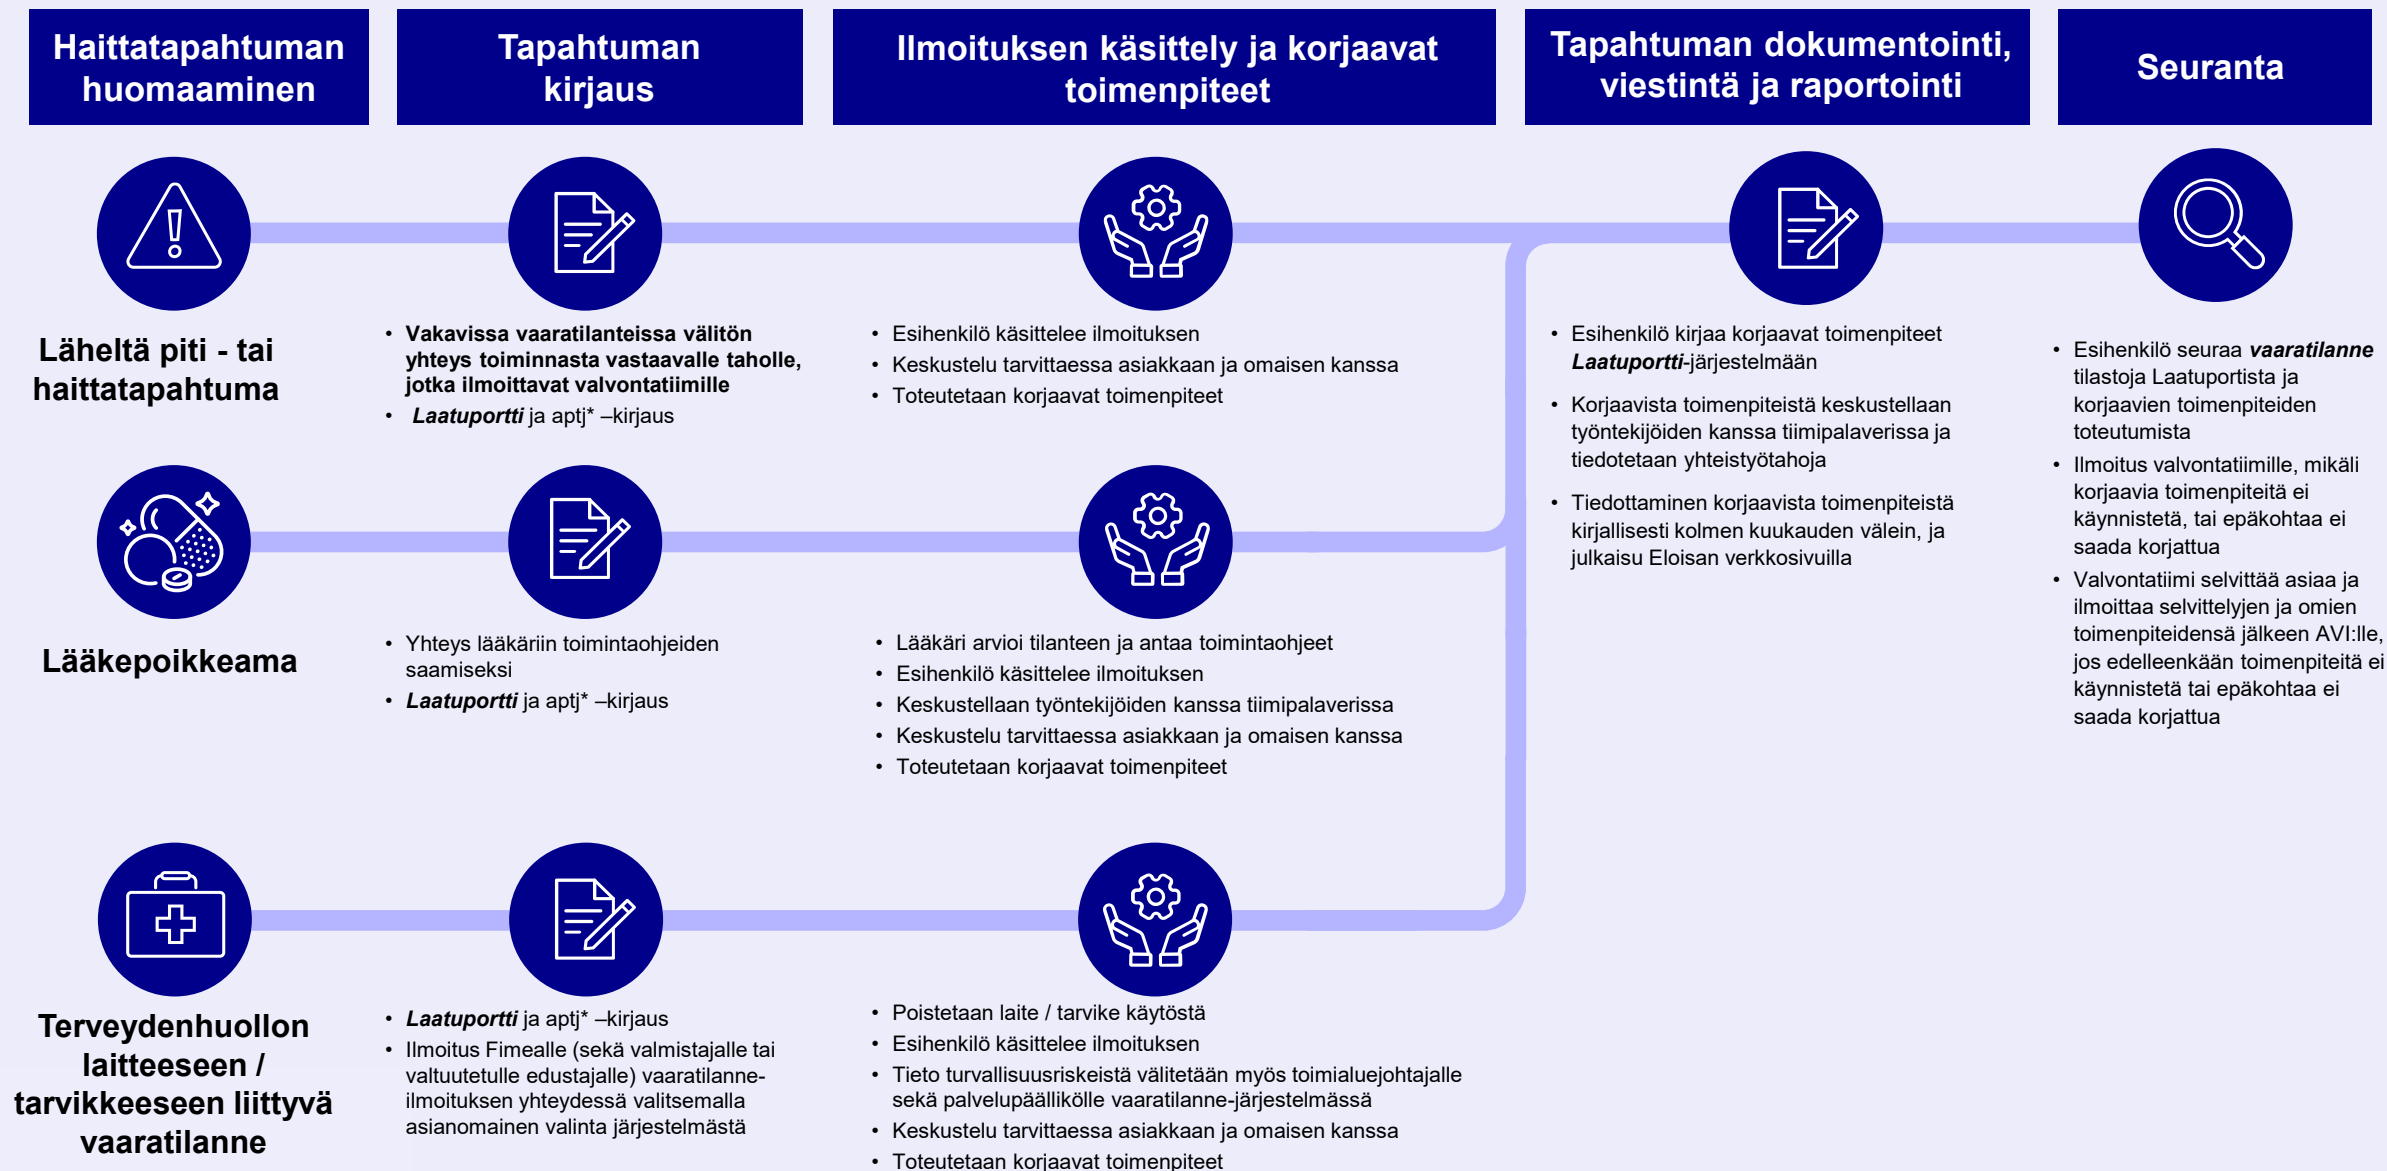 Haittatapahtuman
huomaaminen
Tapahtuman
kirjaus
Ilmoituksen käsittely ja korjaavat
toimenpiteet
Tapahtuman dokumentointi,
viestintä ja raportointi
Seuranta
Läheltä piti - tai
haittatapahtuma
• Vakavissa vaaratilanteissa välitön
yhteys toiminnasta vastaavalle taholle,
jotka ilmoittavat valvontatiimille
• Laatuportti ja aptj* –kirjaus
• Esihenkilö käsittelee ilmoituksen
• Keskustelu tarvittaessa asiakkaan ja omaisen kanssa
• Toteutetaan korjaavat toimenpiteet
• Esihenkilö kirjaa korjaavat toimenpiteet
Laatuportti-järjestelmään
• Korjaavista toimenpiteistä keskustellaan
työntekijöiden kanssa tiimipalaverissa ja
tiedotetaan yhteistyötahoja
• Tiedottaminen korjaavista toimenpiteistä
kirjallisesti kolmen kuukauden välein, ja
julkaisu Eloisan verkkosivuilla
• Esihenkilö seuraa vaaratilanne
tilastoja Laatuportista ja
korjaavien toimenpiteiden
toteutumista
• Ilmoitus valvontatiimille, mikäli
korjaavia toimenpiteitä ei
käynnistetä, tai epäkohtaa ei
saada korjattua
• Valvontatiimi selvittää asiaa ja
ilmoittaa selvittelyjen ja omien
toimenpiteidensä jälkeen AVI:lle,
jos edelleenkään toimenpiteitä ei
käynnistetä tai epäkohtaa ei
saada korjattua
Lääkepoikkeama
• Yhteys lääkäriin toimintaohjeiden
saamiseksi
• Laatuportti ja aptj* –kirjaus
• Lääkäri arvioi tilanteen ja antaa toimintaohjeet
• Esihenkilö käsittelee ilmoituksen
• Keskustellaan työntekijöiden kanssa tiimipalaverissa
• Keskustelu tarvittaessa asiakkaan ja omaisen kanssa
• Toteutetaan korjaavat toimenpiteet
Terveydenhuollon
laitteeseen /
tarvikkeeseen liittyvä
vaaratilanne
• Laatuportti ja aptj* –kirjaus
• Ilmoitus Fimealle (sekä valmistajalle tai
valtuutetulle edustajalle) vaaratilanne-
ilmoituksen yhteydessä valitsemalla
asianomainen valinta järjestelmästä
• Poistetaan laite / tarvike käytöstä
• Esihenkilö käsittelee ilmoituksen
• Tieto turvallisuusriskeistä välitetään myös toimialuejohtajalle
sekä palvelupäällikölle vaaratilanne-järjestelmässä
• Keskustelu tarvittaessa asiakkaan ja omaisen kanssa
• Toteutetaan korjaavat toimenpiteet